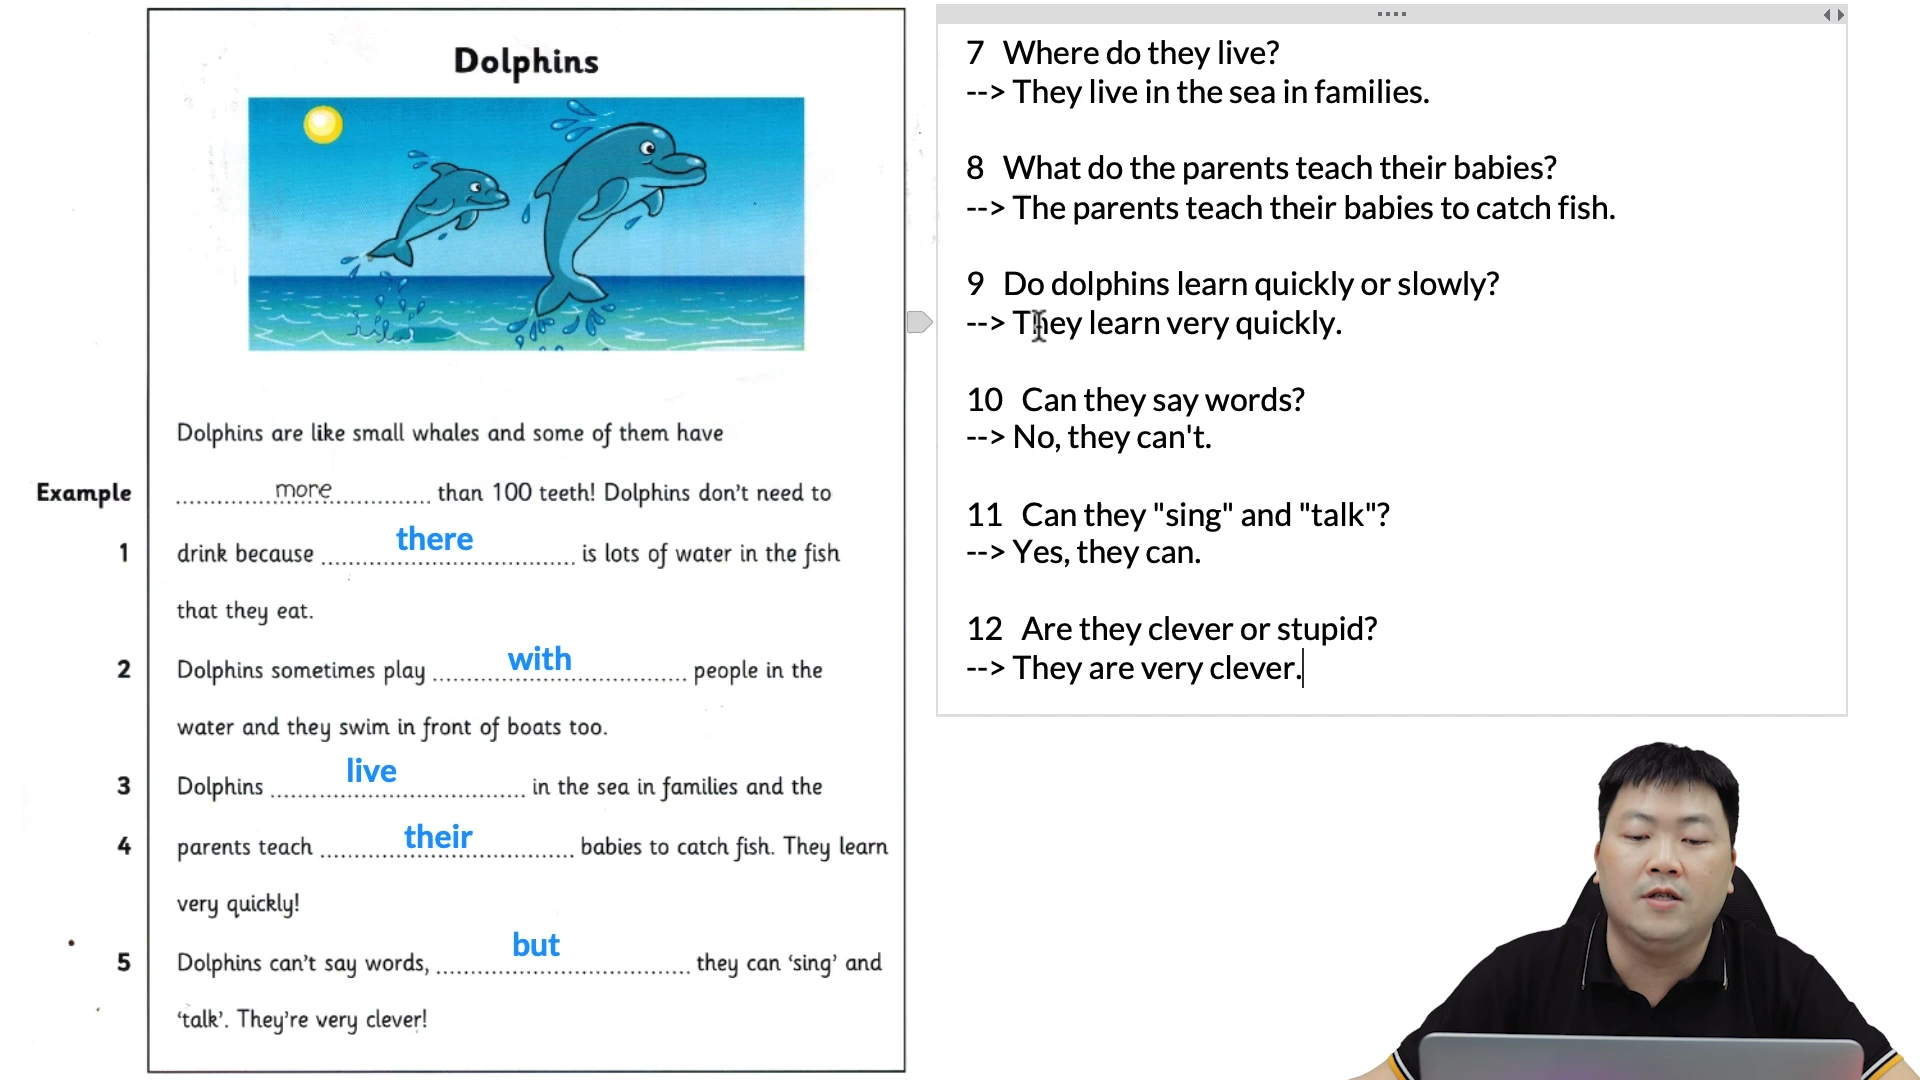 Dolphins
Dolphins are like small whales and some of them have
Example more than 100 teeth! Dolphins don't need to
1 drink because there is lots of water in the fish
that they eat.
2 Dolphins sometimes play with people in the
water and they swim in front of boats too.
3 Dolphins live in the sea in families and the
4 parents teach their babies to catch fish. They learn
very quickly!
5 Dolphins can't say words, but they can 'sing' and
'talk'. They're very clever!
7 Where do they live?
--> They live in the sea in families.
8 What do the parents teach their babies?
--> The parents teach their babies to catch fish.
9 Do dolphins learn quickly or slowly?
--> They learn very quickly.
10 Can they say words?
--> No, they can't.
11 Can they "sing" and "talk"?
--> Yes, they can.
12 Are they clever or stupid?
--> They are very clever.